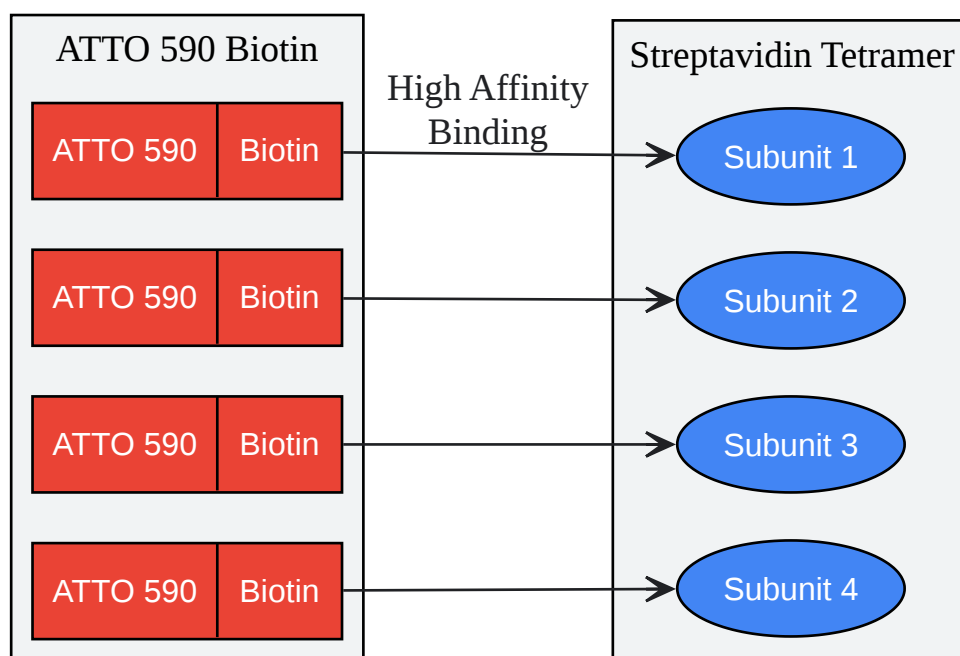 ATTO 590 Biotin
Streptavidin Tetramer
High Affinity
Binding
ATTO 590 Biotin
Subunit 1
ATTO 590 Biotin
Subunit 2
ATTO 590 Biotin
Subunit 3
ATTO 590 Biotin
Subunit 4